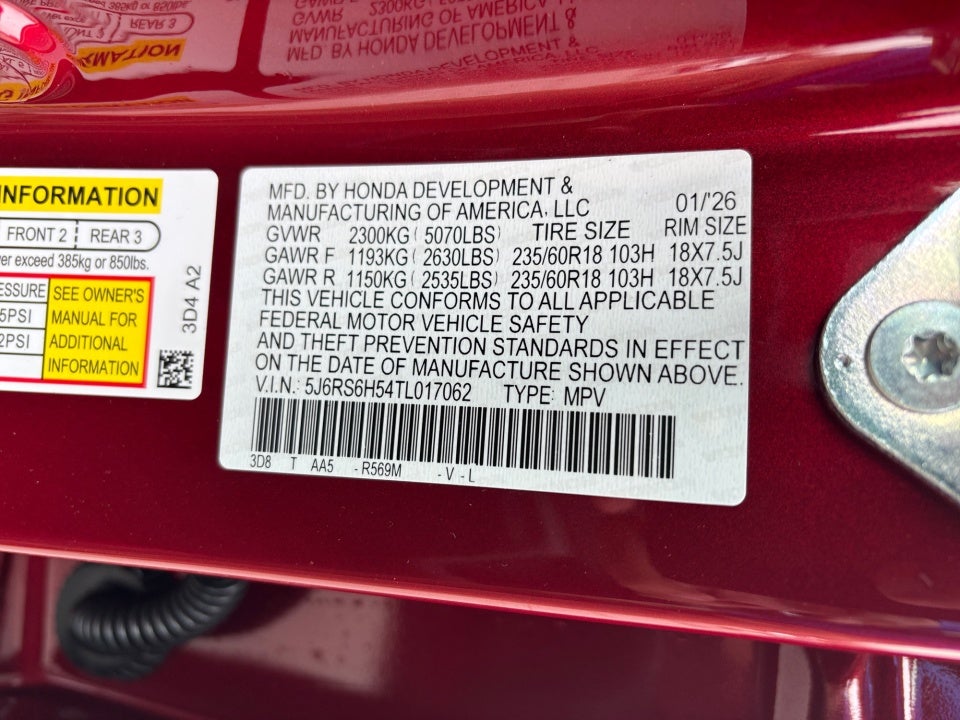 INFORMATION
FRONT 2 REAR 3
er exceed 385kg or 850lbs.
SEE OWNER'S
MANUAL FOR
ADDITIONAL
INFORMATION
3D4 A2
MFD. BY HONDA DEVELOPMENT &
MANUFACTURING OF AMERICA, LLC 01/'26
GVWR 2300KG ( 5070LBS) TIRE SIZE RIM SIZE
GAWR F 1193KG ( 2630LBS) 235/60R18 103H 18X7.5J
GAWR R 1150KG ( 2535LBS) 235/60R18 103H 18X7.5J
THIS VEHICLE CONFORMS TO ALL APPLICABLE
FEDERAL MOTOR VEHICLE SAFETY
AND THEFT PREVENTION STANDARDS IN EFFECT
ON THE DATE OF MANUFACTURE SHOWN ABOVE.
V.I.N.: 5J6RS6H54TL017062 TYPE: MPV
3D8 T AA5 - R569M - V - L